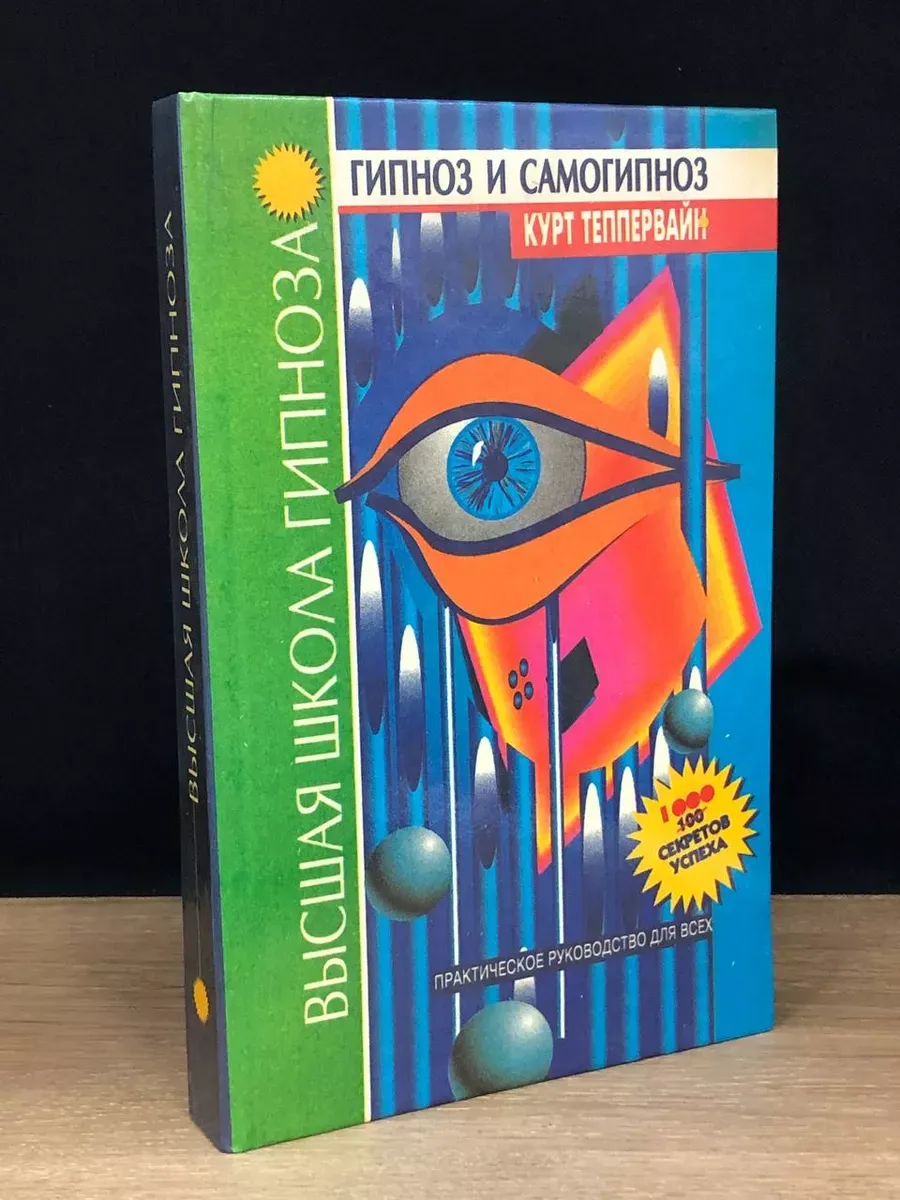 ВЫСШАЯ ШКОЛА ГИПНОЗА
ВЫСШАЯ ШКОЛА ГИПНОЗА
ГИПНОЗ И САМОГИПНОЗ
КУРТ ТЕППЕРВАЙН
1000
100
СЕКРЕТОВ
УСПЕХА
ПРАКТИЧЕСКОЕ РУКОВОДСТВО ДЛЯ ВСЕХ